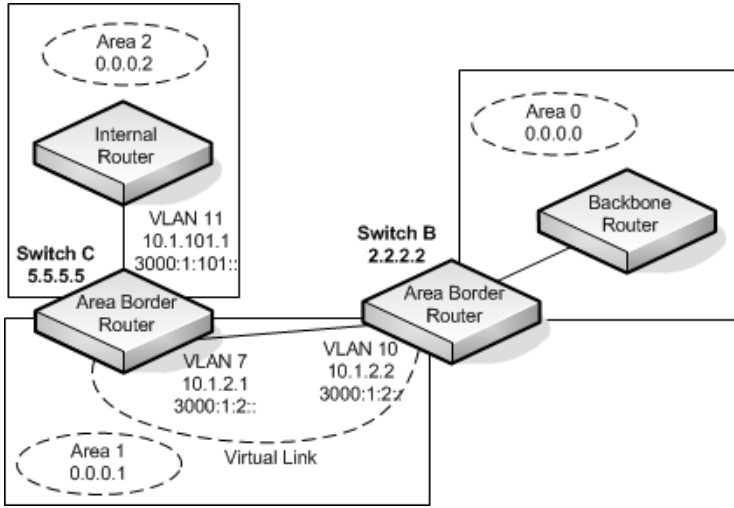 Area 2
0.0.0.2
Internal
Router
VLAN 11
10.1.101.1
3000:1:101::
Switch C
5.5.5.5
Area Border
Router
Area 0
0.0.0.0
Backbone
Router
Switch B
2.2.2.2
Area Border
Router
VLAN 7
10.1.2.1
3000:1:2::
VLAN 10
10.1.2.2
3000:1:2::
Area 1
0.0.0.1
Virtual Link